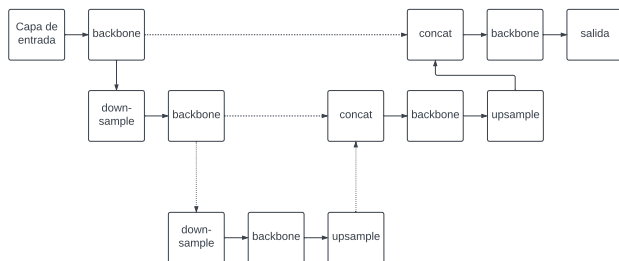 Capa de
entrada
backbone
concat
backbone
salida
down-
sample
backbone
concat
backbone
upsample
down-
sample
backbone
upsample